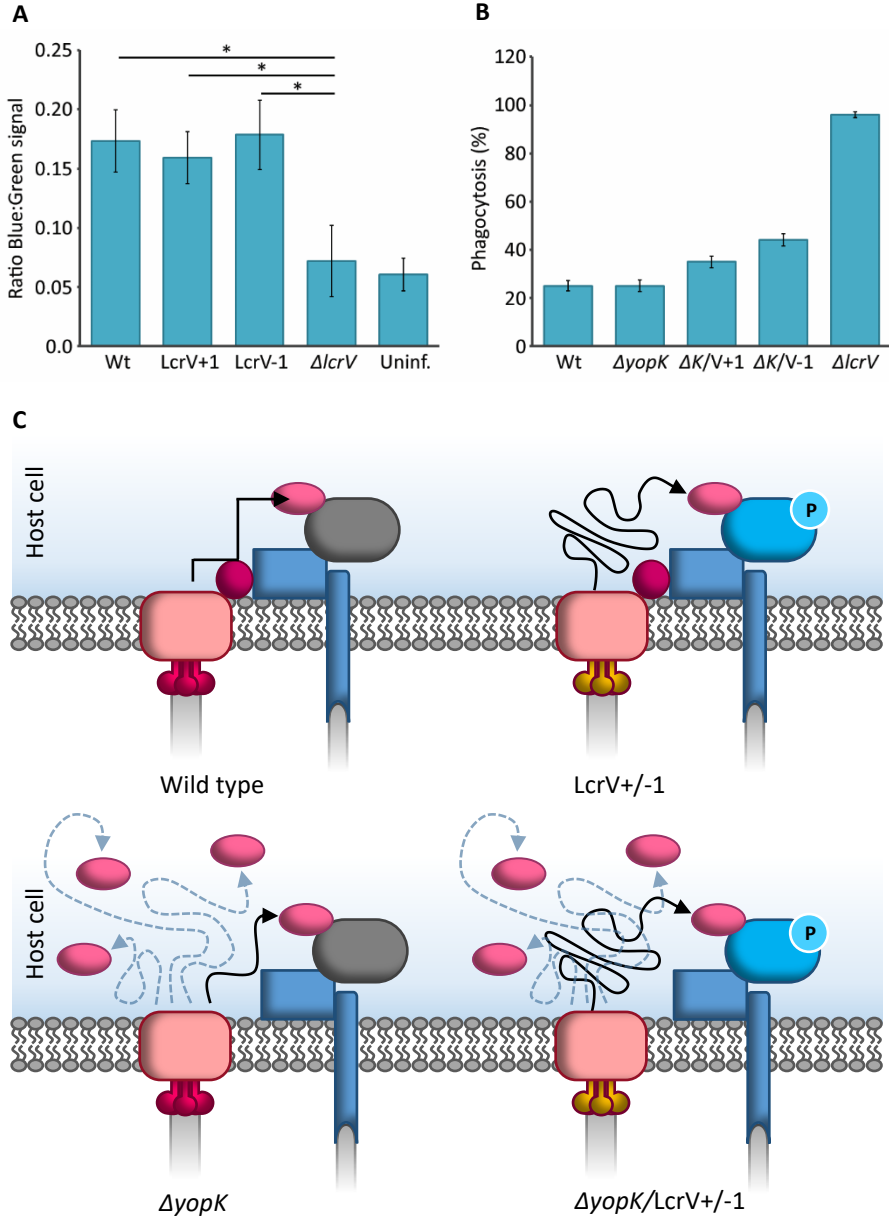 A
Ratio Blue:Green signal
0.25
0.20
0.15
0.10
0.05
0.0
*
*
*
Wt LcrV+1 LcrV-1 ΔlcrV Uninf.
B
Phagocytosis (%)
120
100
80
60
40
20
0
Wt ΔyopK ΔK/V+1 ΔK/V-1 ΔlcrV
C
Host cell
P
Wild type LcrV+/-1
Host cell
P
ΔyopK ΔyopK/LcrV+/-1